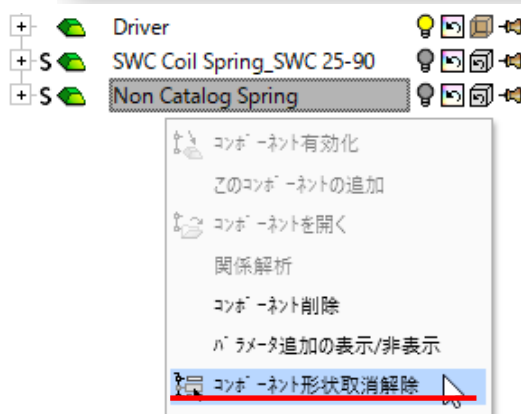 Driver
S SWC Coil Spring_SWC 25-90
S Non Catalog Spring
ｺﾝﾎﾟｰﾈﾝﾄ有効化
このｺﾝﾎﾟｰﾈﾝﾄの追加
ｺﾝﾎﾟｰﾈﾝﾄを開く
関係解析
ｺﾝﾎﾟｰﾈﾝﾄ削除
ﾊﾟﾗﾒｰﾀ追加の表示/非表示
ｺﾝﾎﾟｰﾈﾝﾄ形状取消解除